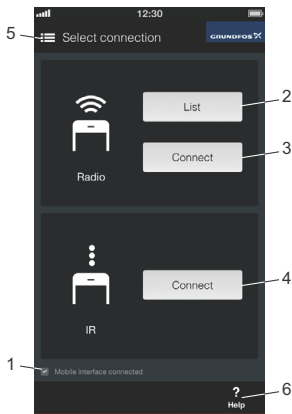 12:30
5
Select connection
GRUNDFOS
List
2
Connect
3
Radio
Connect
4
IR
1
Mobile interface connected
?
6
Help